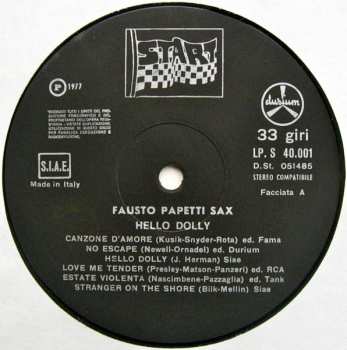 START
P 1977
durium
33 giri
LP. S 40.001
D. St. 051485
STEREO COMPATIBILE
S.I.A.E.
Made in Italy
Facciata A
FAUSTO PAPETTI SAX
HELLO DOLLY
CANZONE D'AMORE (Kusik-Snyder-Rota) ed. Fama
NO ESCAPE (Newell-Ornadel) ed. Durium
HELLO DOLLY (J. Herman) Siae
LOVE ME TENDER (Presley-Matson-Panzeri) ed. RCA
ESTATE VIOLENTA (Nascimbene-Pazzaglia) ed. Tank
STRANGER ON THE SHORE (Bilk-Mellin) Siae